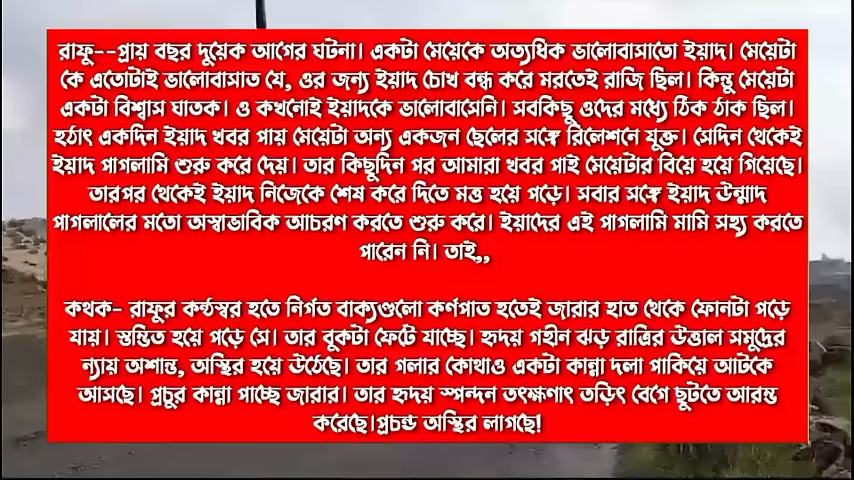 রাফু--প্রায় বছর দুয়েক আগের ঘটনা। একটা মেয়েকে অত্যধিক ভালোবাসাতো ইয়াদ। মেয়েটা
কে এতোটাই ভালোবাসাত যে, ওর জন্য ইয়াদ চোখ বন্ধ করে মরতেই রাজি ছিল। কিন্তু মেয়েটা
একটা বিশ্বাস ঘাতক। ও কখনোই ইয়াদকে ভালোবাসেনি। সবকিছু ওদের মধ্যে ঠিক ঠাক ছিল।
হঠাৎ একদিন ইয়াদ খবর পায় মেয়েটা অন্য একজন ছেলের সঙ্গে রিলেশনে যুক্ত। সেদিন থেকেই
ইয়াদ পাগলামি শুরু করে দেয়। তার কিছুদিন পর আমারা খবর পাই মেয়েটার বিয়ে হয়ে গিয়েছে।
তারপর থেকেই ইয়াদ নিজেকে শেষ করে দিতে মত্ত হয়ে পড়ে। সবার সঙ্গে ইয়াদ উন্মাদ
পাগলালের মতো অস্বাভাবিক আচরণ করতে শুরু করে। ইয়াদের এই পাগলামি মামি সহ্য করতে
পারেন নি। তাই,,
কথক- রাফুর কন্ঠস্বর হতে নির্গত বাক্যগুলো কর্ণপাত হতেই জারার হাত থেকে ফোনটা পড়ে
যায়। স্তম্ভিত হয়ে পড়ে সে। তার বুকটা ফেটে যাচ্ছে। হৃদয় গহীন ঝড় রাত্রির উত্তাল সমুদ্রের
ন্যায় অশান্ত, অস্থির হয়ে উঠেছে। তার গলার কোথাও একটা কান্না দলা পাকিয়ে আটকে
আসছে। প্রচুর কান্না পাচ্ছে জারার। তার হৃদয় স্পন্দন তৎক্ষণাৎ তড়িৎ বেগে ছুটতে আরম্ভ
করেছে।প্রচন্ড অস্থির লাগছে!